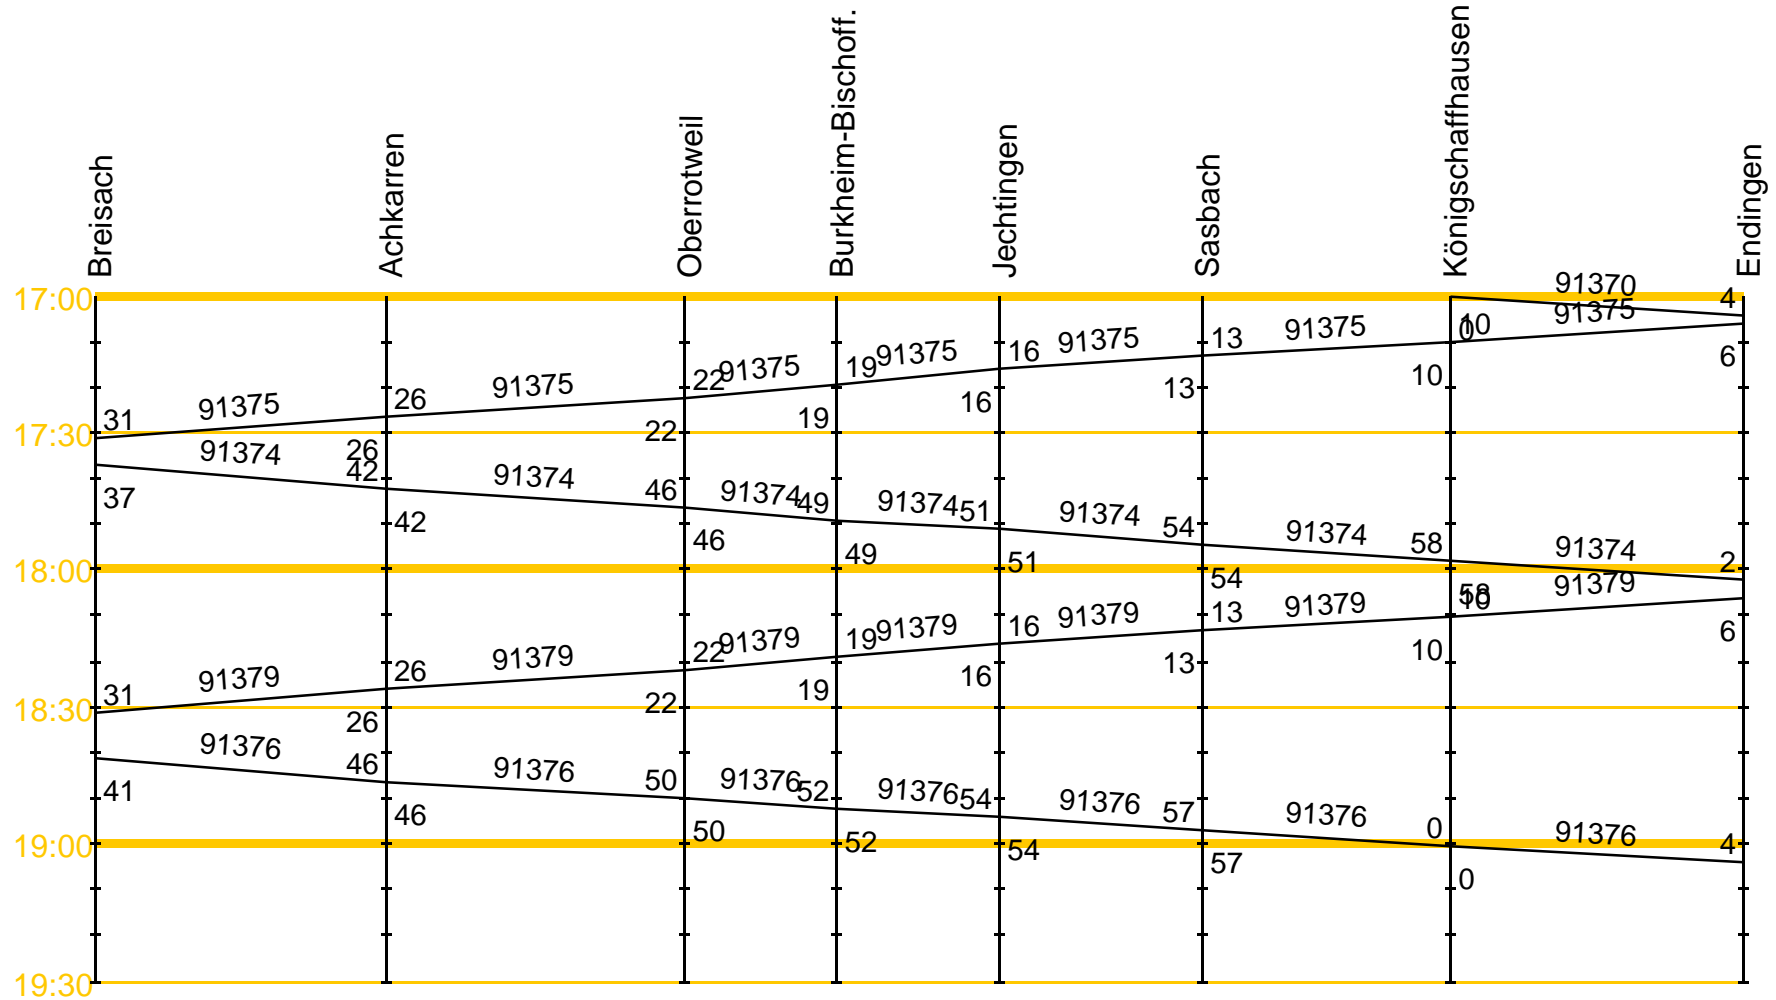 Breisach
Achkarren
Oberrotweil
Burkheim-Bischoff.
Jechtingen
Sasbach
Königschaffhausen
Endingen
17:00
91370 4
31 91375 26 91375 22 91375 19 91375 16 91375 13 91375 10 91375
0
26 22 19 16 13 10 6
17:30
91374 42 91374 46 91374 49 91374 51 91374 54 91374 58 91374 2
37 42 46 49 51 54 58
18:00
31 91379 26 91379 22 91379 19 91379 16 91379 13 91379 10 91379
26 22 19 16 13 10 6
18:30
91376 46 91376 50 91376 52 91376 54 91376 57 91376 0 91376 4
41 46 50 52 54 57 0
19:00
19:30